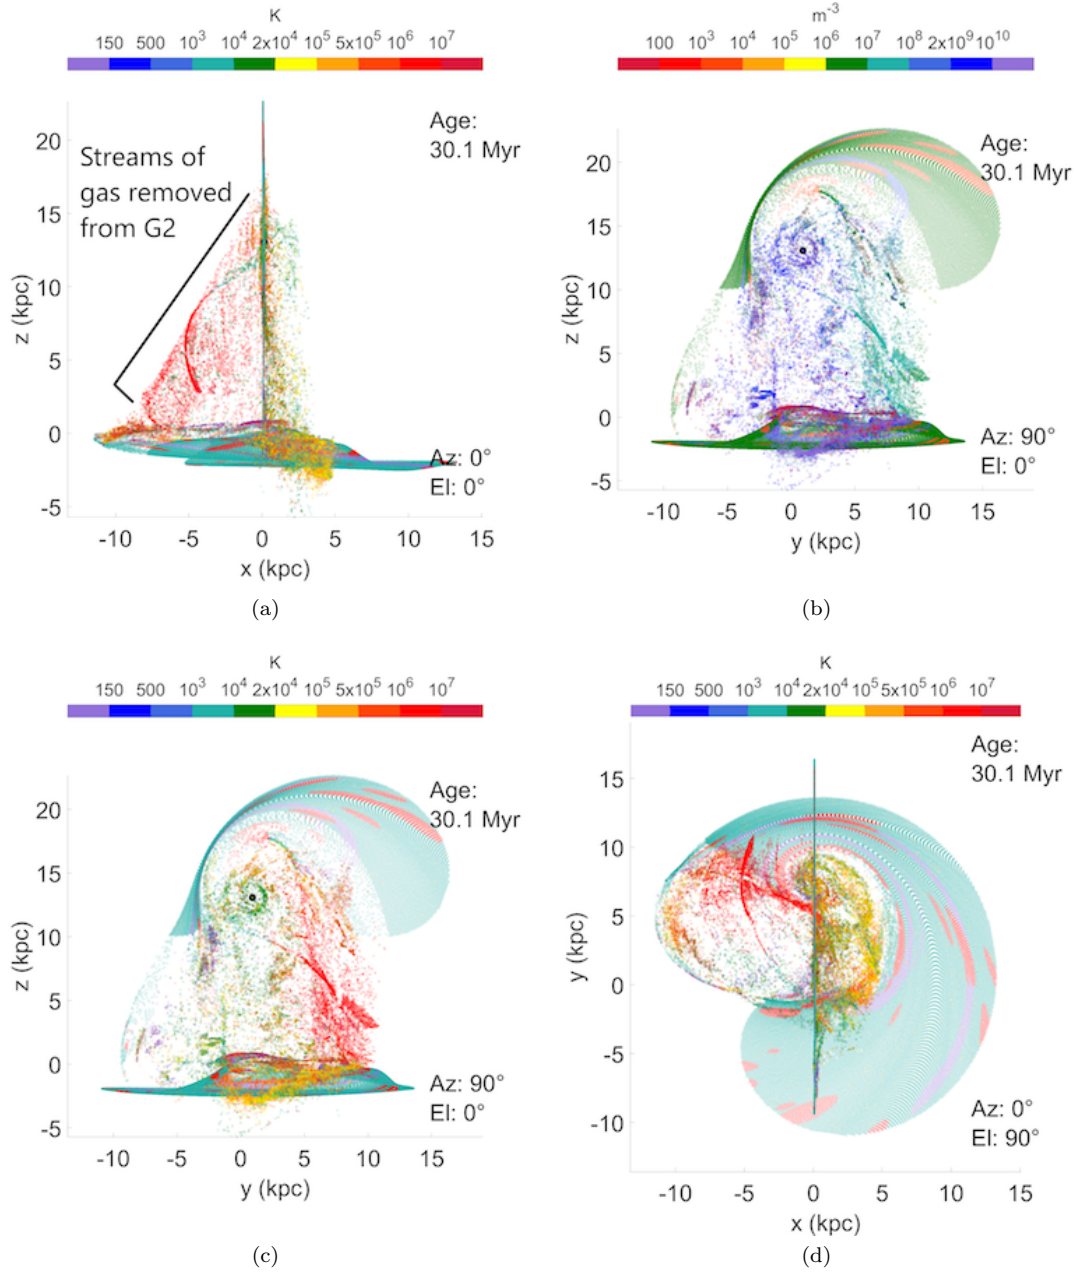 K
150 500 10³ 10⁴ 2x10⁴ 10⁵ 5x10⁵ 10⁶ 10⁷
Streams of
gas removed
from G2
Age:
30.1 Myr
Az: 0°
El: 0°
z (kpc)
20
15
10
5
0
-5
-10 -5 0 5 10 15
x (kpc)
(a)
m⁻³
100 10³ 10⁴ 10⁵ 10⁶ 10⁷ 10⁸ 2x10⁹ 10¹⁰
Age:
30.1 Myr
Az: 90°
El: 0°
z (kpc)
20
15
10
5
0
-5
-10 -5 0 5 10 15
y (kpc)
(b)
K
150 500 10³ 10⁴ 2x10⁴ 10⁵ 5x10⁵ 10⁶ 10⁷
Age:
30.1 Myr
Az: 90°
El: 0°
z (kpc)
20
15
10
5
0
-5
-10 -5 0 5 10 15
y (kpc)
(c)
K
150 500 10³ 10⁴ 2x10⁴ 10⁵ 5x10⁵ 10⁶ 10⁷
Age:
30.1 Myr
Az: 0°
El: 90°
y (kpc)
15
10
5
0
-5
-10
-10 -5 0 5 10 15
x (kpc)
(d)